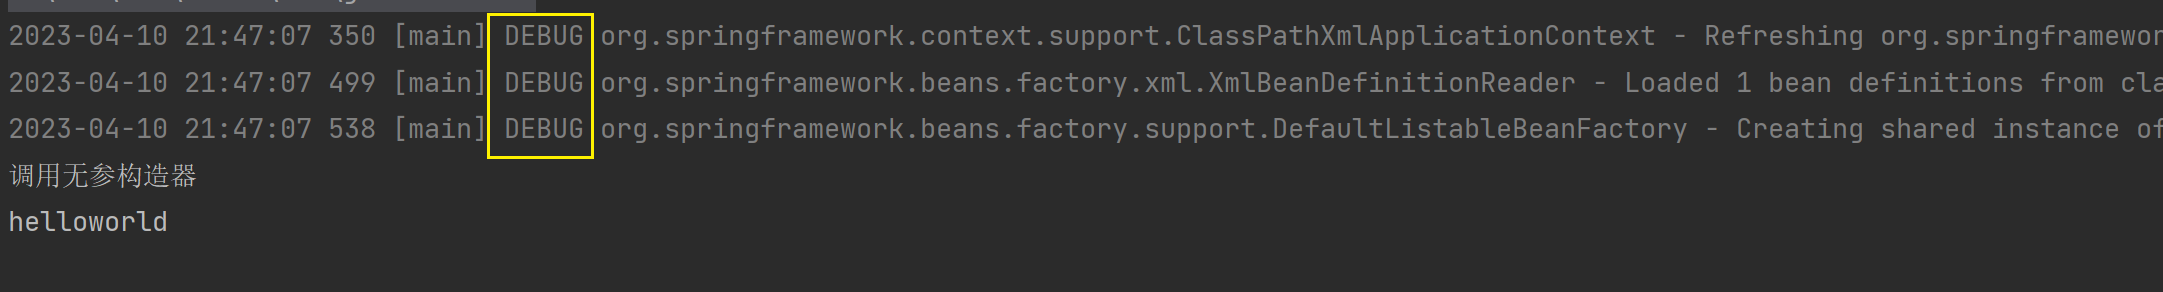 2023-04-10 21:47:07 350 [main] DEBUG org.springframework.context.support.ClassPathXmlApplicationContext - Refreshing
2023-04-10 21:47:07 499 [main] DEBUG org.springframework.beans.factory.xml.XmlBeanDefinitionReader - Loaded 1 bean definitions from
2023-04-10 21:47:07 538 [main] DEBUG org.springframework.beans.factory.support.DefaultListableBeanFactory - Creating shared instance of
调用无参构造器
helloworld